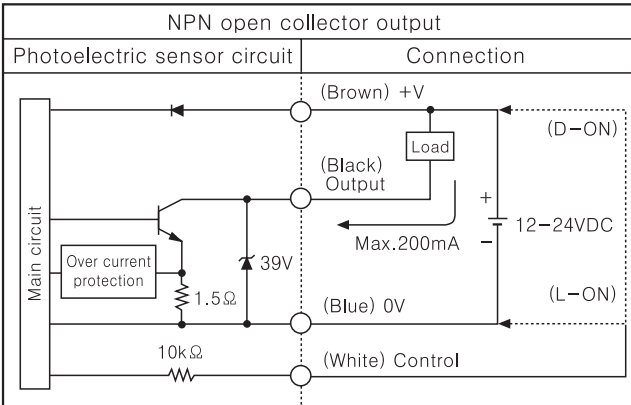 NPN open collector output
Photoelectric sensor circuit
Connection
(Brown) +V
(D-ON)
Load
(Black)
Output
+
12-24VDC
-
Max.200mA
Main circuit
Over current
protection
39V
1.5Ω
(Blue) 0V
(L-ON)
10kΩ
(White) Control